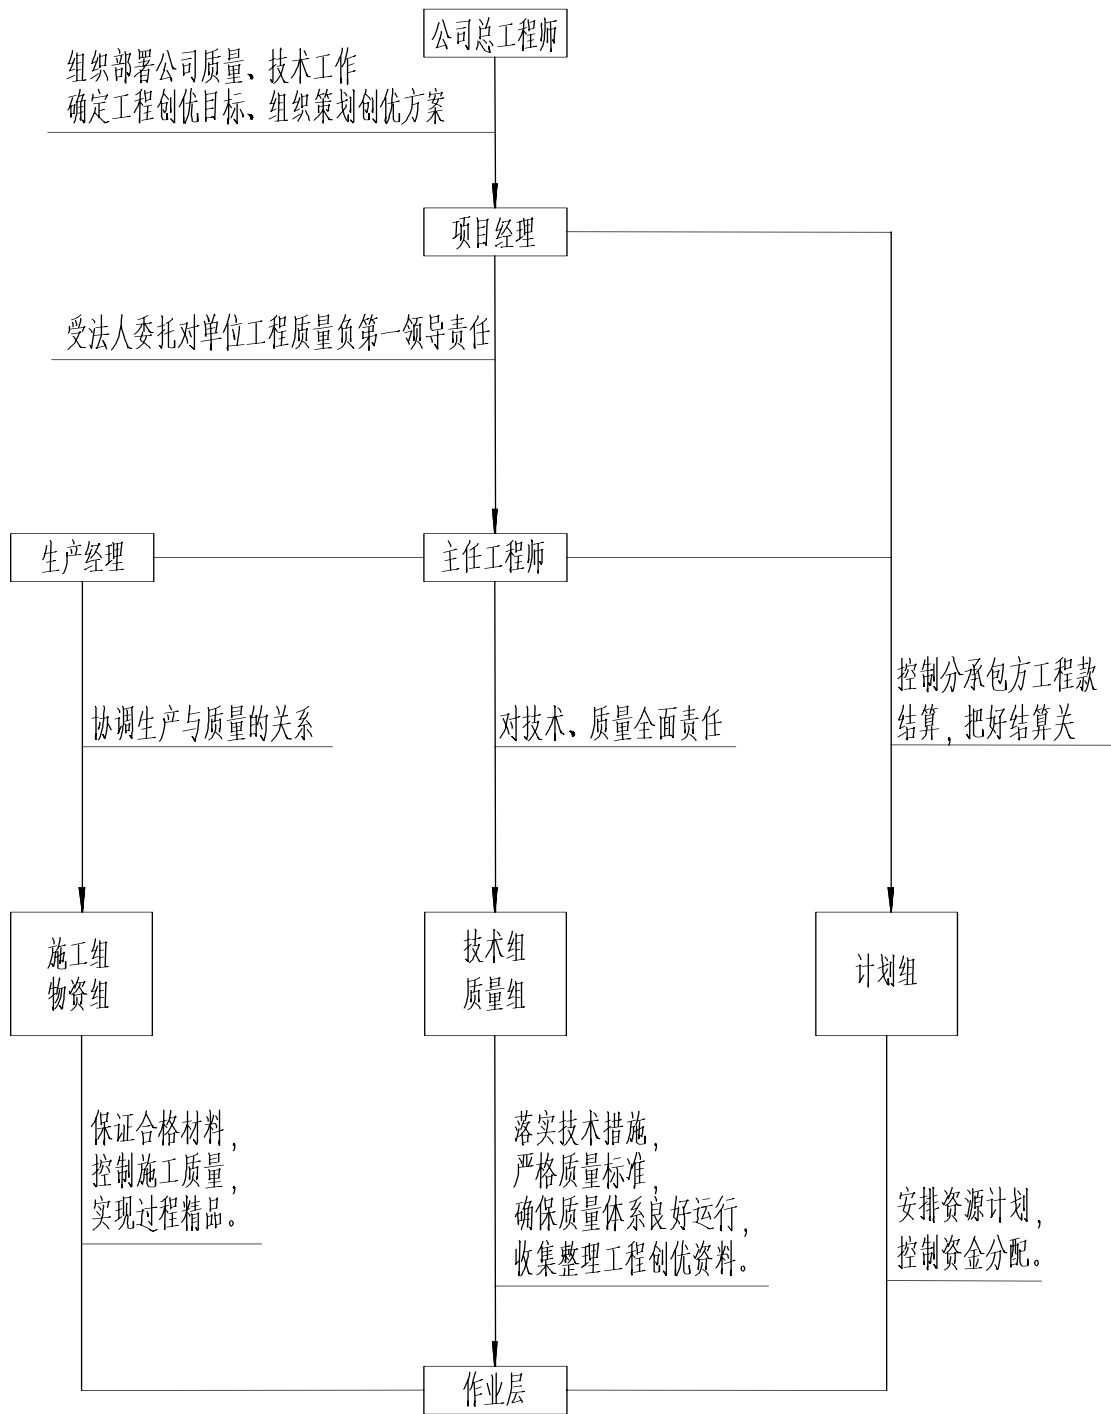 公司总工程师
组织部署公司质量、技术工作
确定工程创优目标、组织策划创优方案
项目经理
受法人委托对单位工程质量负第一领导责任
生产经理
主任工程师
控制分承包方工程款
结算，把好结算关
协调生产与质量的关系
对技术、质量全面责任
施工组
物资组
技术组
质量组
计划组
保证合格材料，
控制施工质量，
实现过程精品。
落实技术措施，
严格质量标准，
确保质量体系良好运行，
收集整理工程创优资料。
安排资源计划，
控制资金分配。
作业层